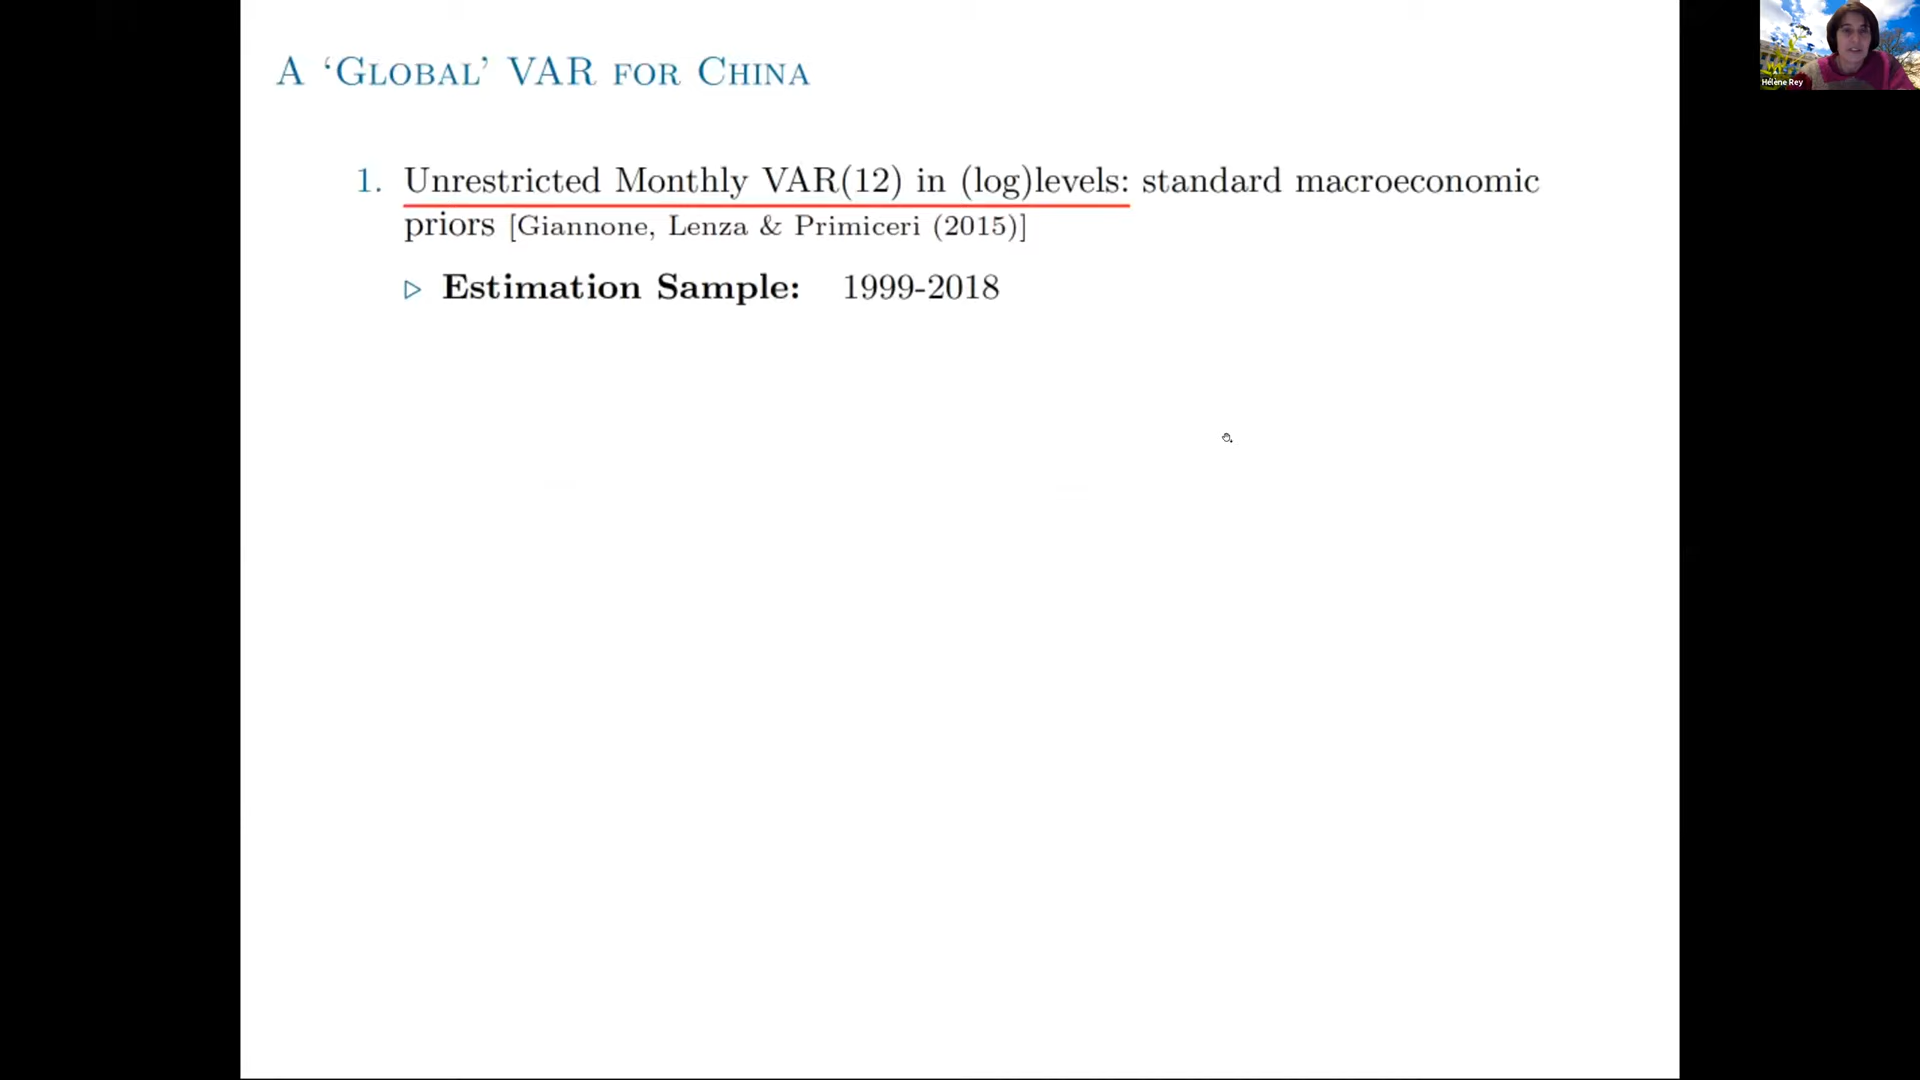 A ‘Global’ VAR for China
1. Unrestricted Monthly VAR(12) in (log)levels: standard macroeconomic
priors [Giannone, Lenza & Primiceri (2015)]
▷ Estimation Sample: 1999-2018
Hélène Rey